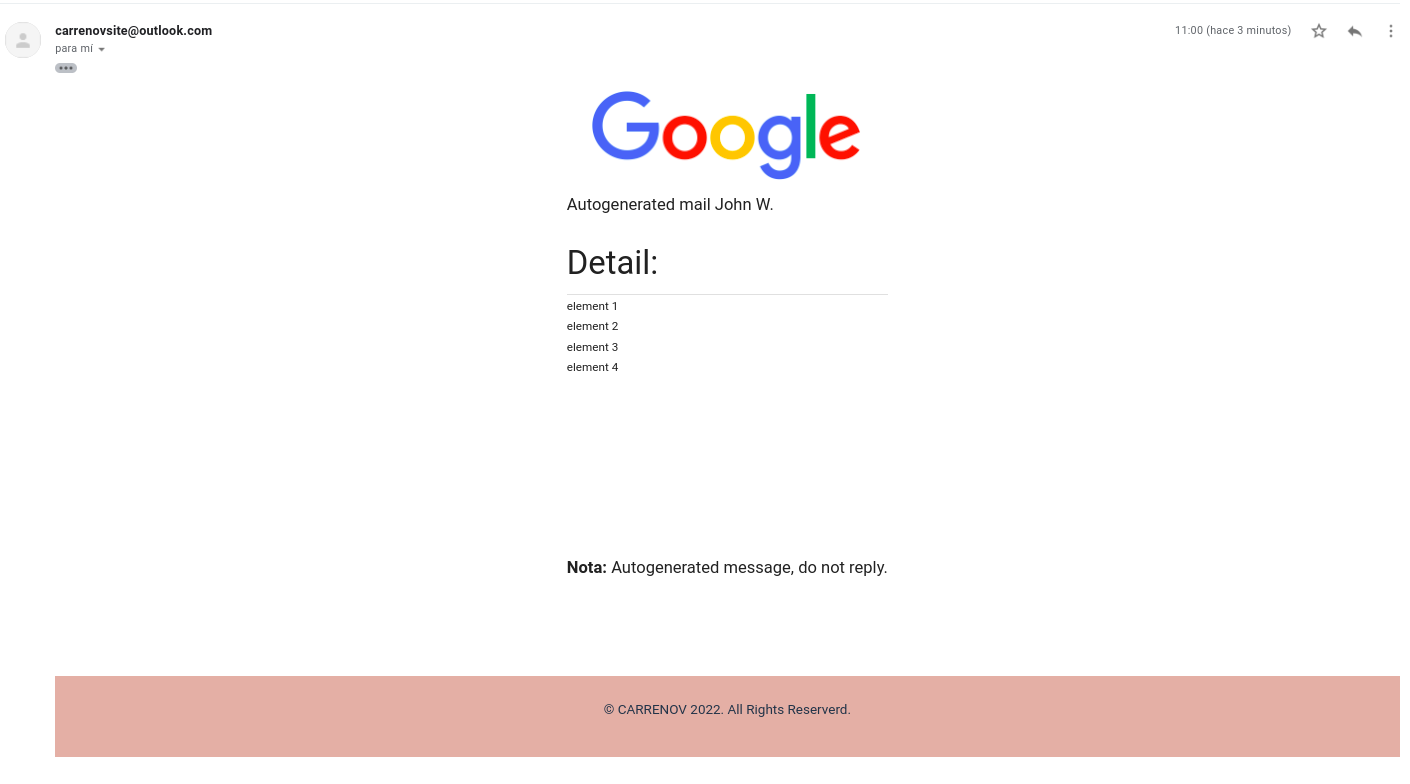 carrenovsite@outlook.com
11:00 (hace 3 minutos)
para mí
Google
Autogenerated mail John W.
Detail:
element 1
element 2
element 3
element 4
Nota: Autogenerated message, do not reply.
© CARRENOV 2022. All Rights Reserverd.